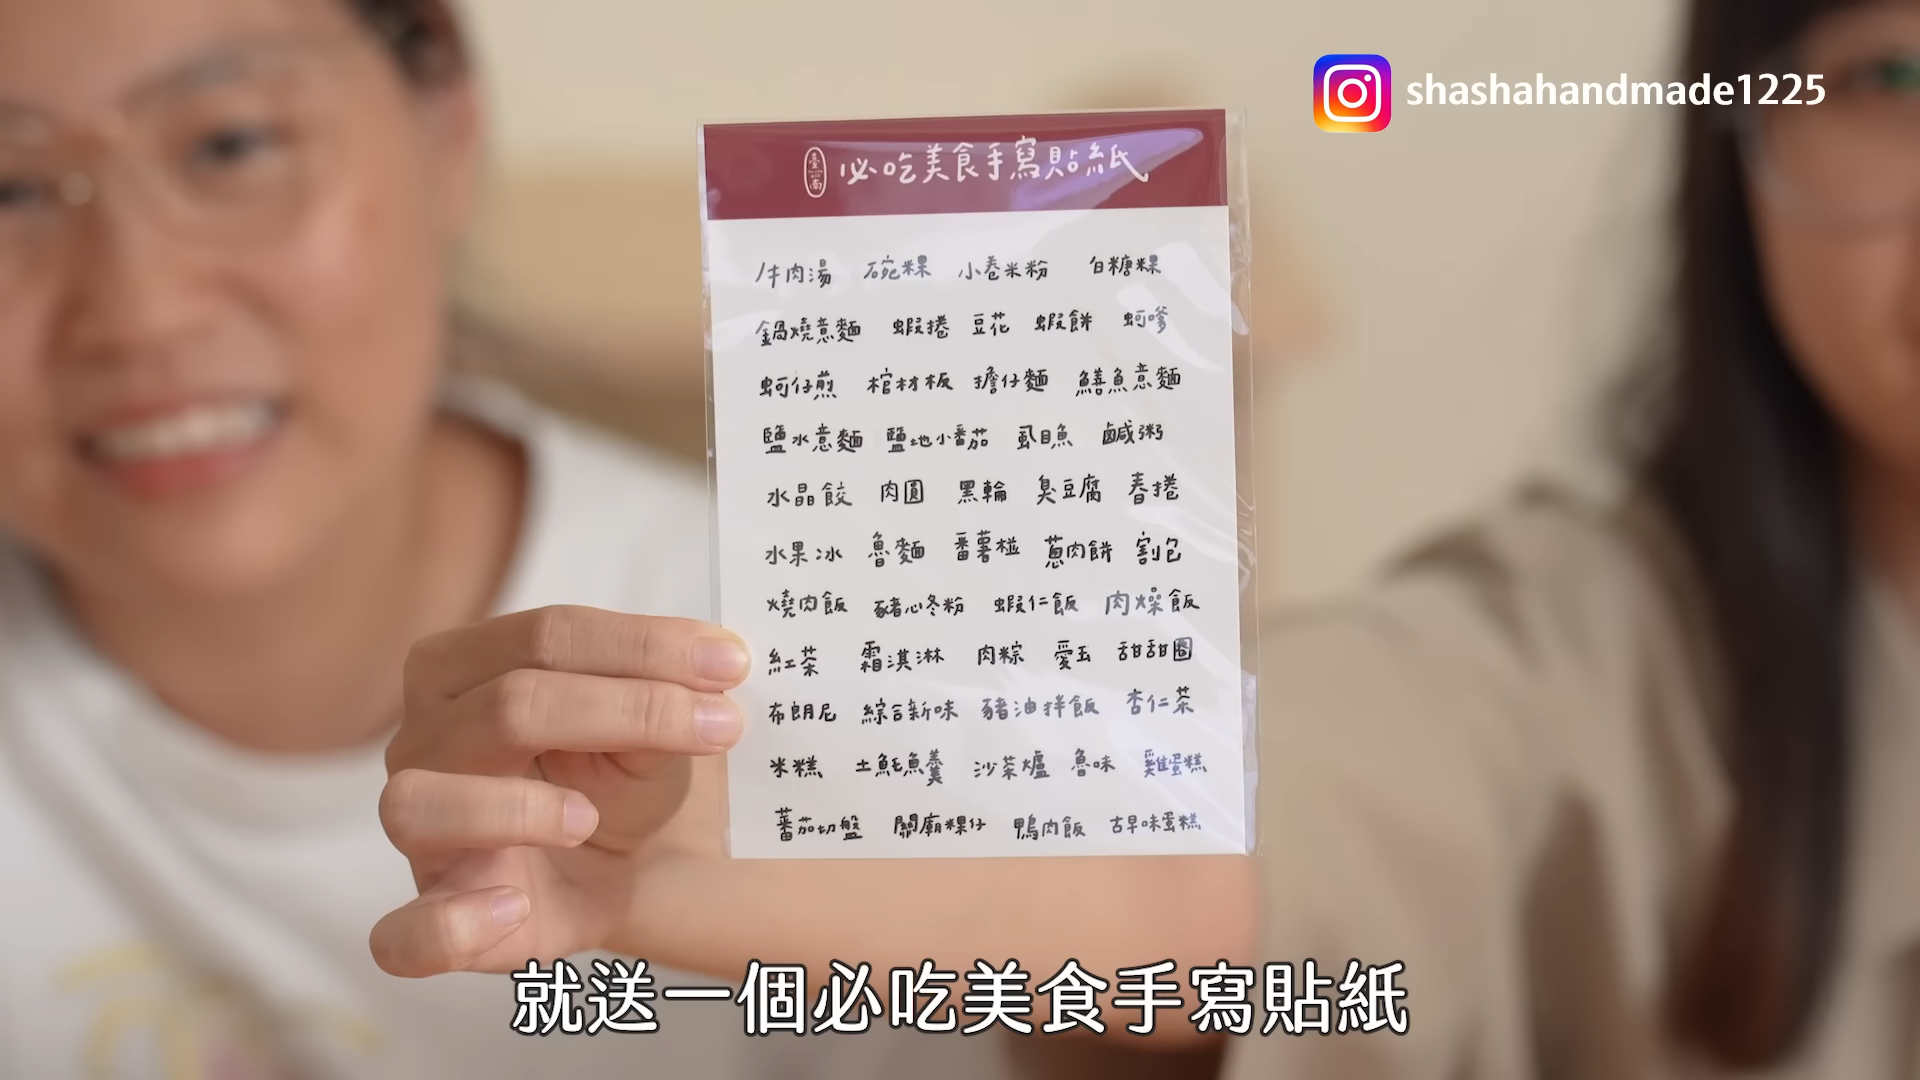 shashahandmade1225
臺南 必吃美食手寫貼紙
牛肉湯 碗粿 小卷米粉 白糖粿
鍋燒意麵 蝦捲 豆花 蝦餅 蚵嗲
蚵仔煎 棺材板 擔仔麵 鱔魚意麵
鹽水意麵 鹽地小番茄 虱目魚 鹹粥
水晶餃 肉圓 黑輪 臭豆腐 春捲
水果冰 魯麵 番薯椪 蔥肉餅 割包
燒肉飯 豬心冬粉 蝦仁飯 肉燥飯
紅茶 霜淇淋 肉粽 愛玉 甜甜圈
布朗尼 綜合新味 豬油拌飯 杏仁茶
米糕 土魠魚羹 沙茶爐 魯味 雞蛋糕
蕃茄切盤 關廟粿仔 鴨肉飯 古早味蛋糕
就送一個必吃美食手寫貼紙